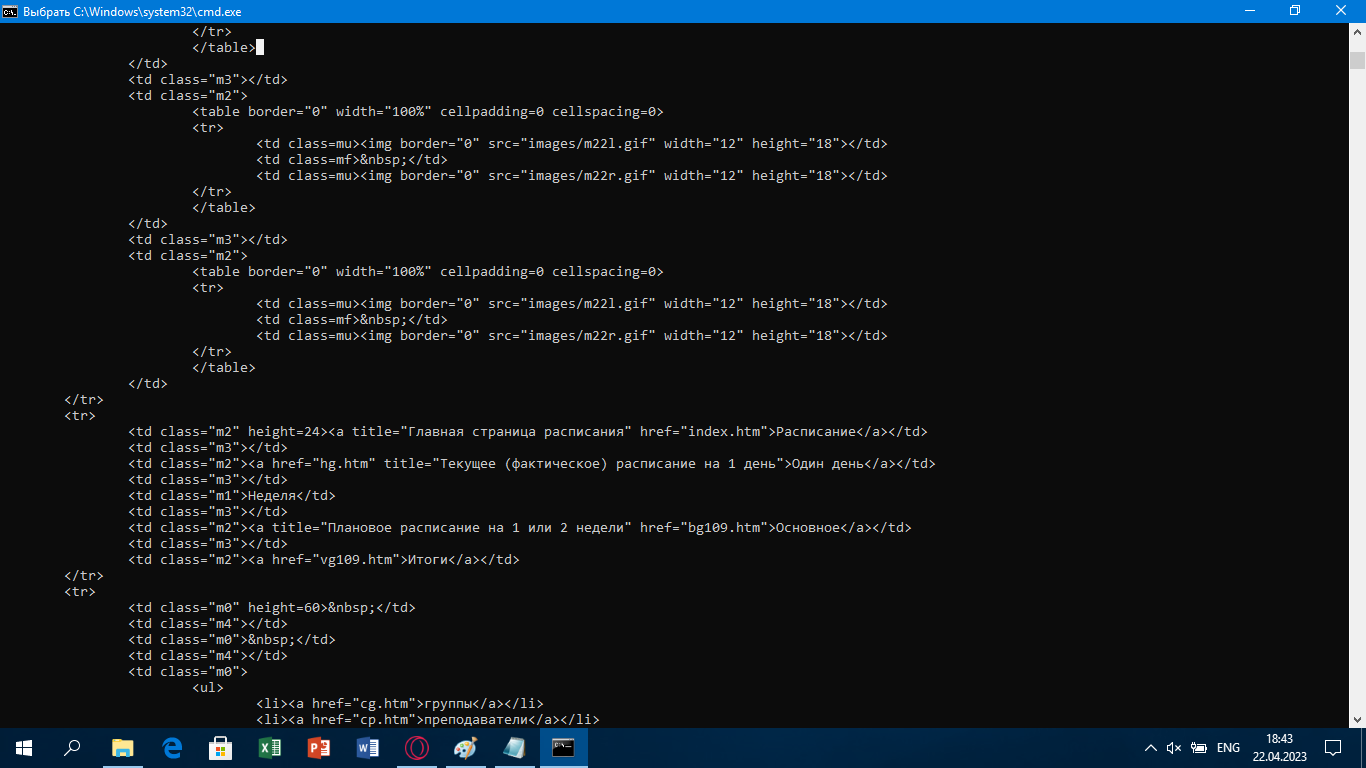 Выбрать C:\Windows\system32\cmd.exe
</tr>
</table>
</td>
<td class="m3"></td>
<td class="m2">
<table border="0" width="100%" cellpadding=0 cellspacing=0>
<tr>
<td class=mu><img border="0" src="images/m22l.gif" width="12" height="18"></td>
<td class=mf>&nbsp;</td>
<td class=mu><img border="0" src="images/m22r.gif" width="12" height="18"></td>
</tr>
</table>
</td>
<td class="m3"></td>
<td class="m2">
<table border="0" width="100%" cellpadding=0 cellspacing=0>
<tr>
<td class=mu><img border="0" src="images/m22l.gif" width="12" height="18"></td>
<td class=mf>&nbsp;</td>
<td class=mu><img border="0" src="images/m22r.gif" width="12" height="18"></td>
</tr>
</table>
</td>
</tr>
<tr>
<td class="m2" height=24><a title="Главная страница расписания" href="index.htm">Расписание</a></td>
<td class="m3"></td>
<td class="m2"><a href="hg.htm" title="Текущее (фактическое) расписание на 1 день">Один день</a></td>
<td class="m3"></td>
<td class="m1">Неделя</td>
<td class="m3"></td>
<td class="m2"><a title="Плановое расписание на 1 или 2 недели" href="bg109.htm">Основное</a></td>
<td class="m3"></td>
<td class="m2"><a href="vg109.htm">Итоги</a></td>
</tr>
<tr>
<td class="m0" height=60>&nbsp;</td>
<td class="m4"></td>
<td class="m0">&nbsp;</td>
<td class="m4"></td>
<td class="m0">
<ul>
<li><a href="cg.htm">группы</a></li>
<li><a href="cp.htm">преподаватели</a></li>
ENG
18:43
22.04.2023